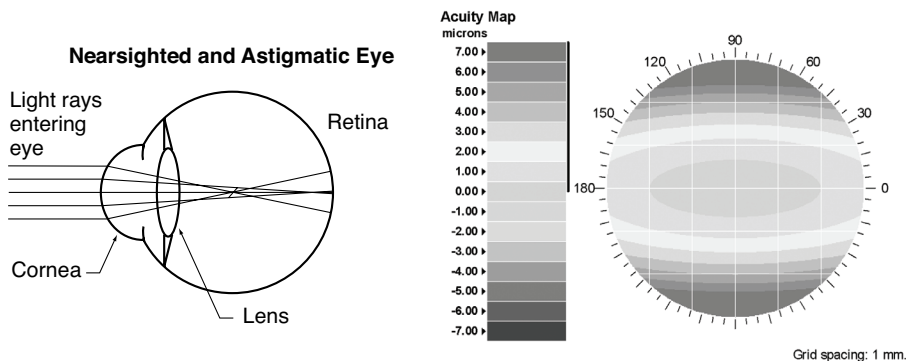 Nearsighted and Astigmatic Eye
Light rays
entering
eye
Retina
Cornea
Lens
Acuity Map
microns
7.00
6.00
5.00
4.00
3.00
2.00
1.00
0.00
-1.00
-2.00
-3.00
-4.00
-5.00
-6.00
-7.00
90
120
60
150
30
180
0
Grid spacing: 1 mm.